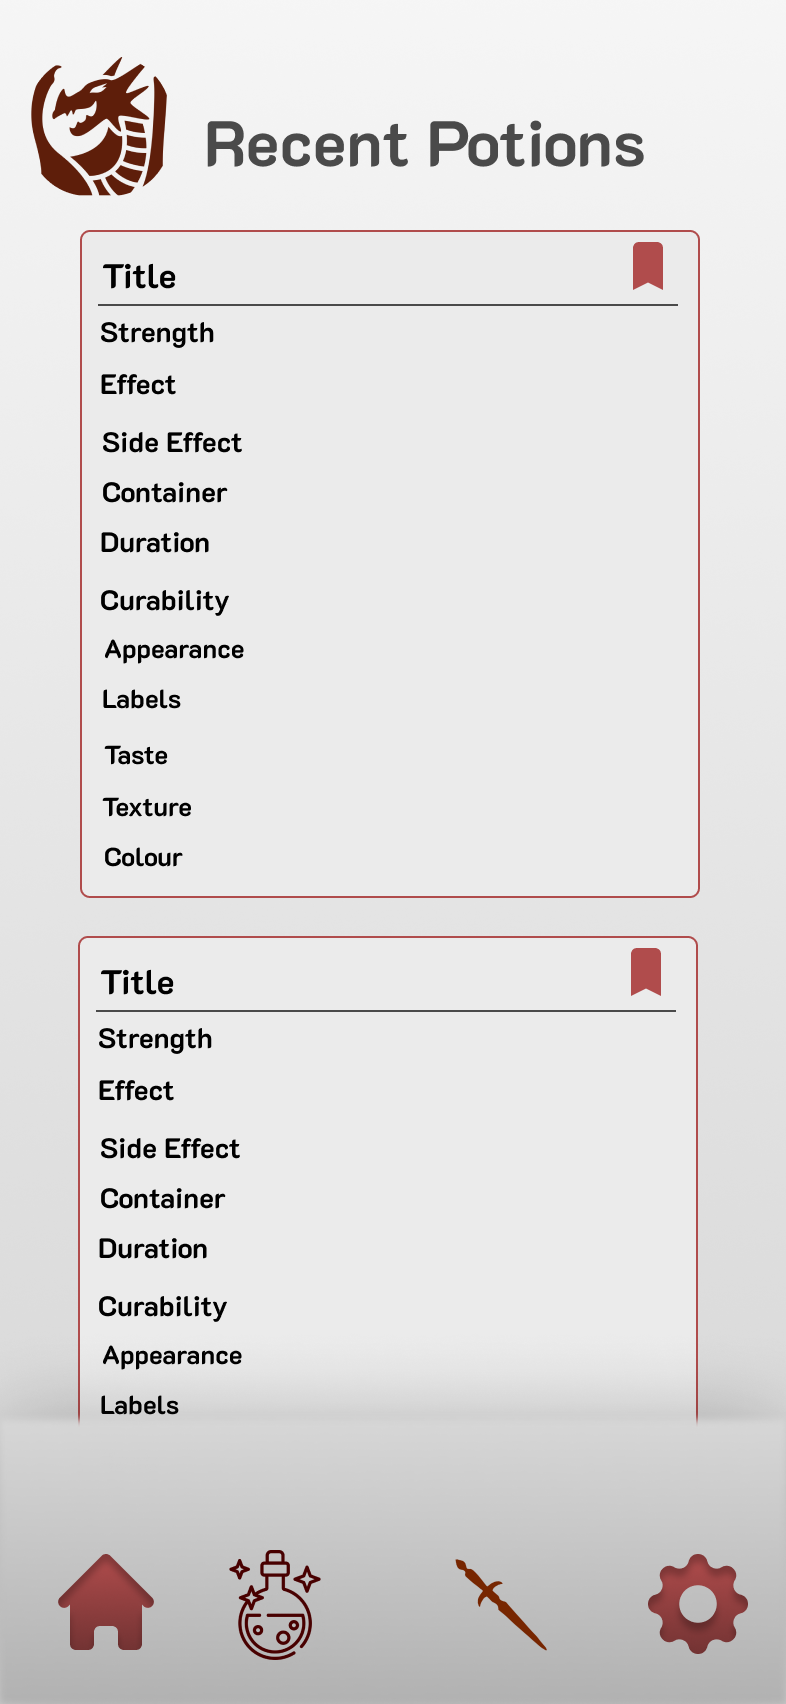 Recent Potions
Title
Strength
Effect
Side Effect
Container
Duration
Curability
Appearance
Labels
Taste
Texture
Colour
Title
Strength
Effect
Side Effect
Container
Duration
Curability
Appearance
Labels